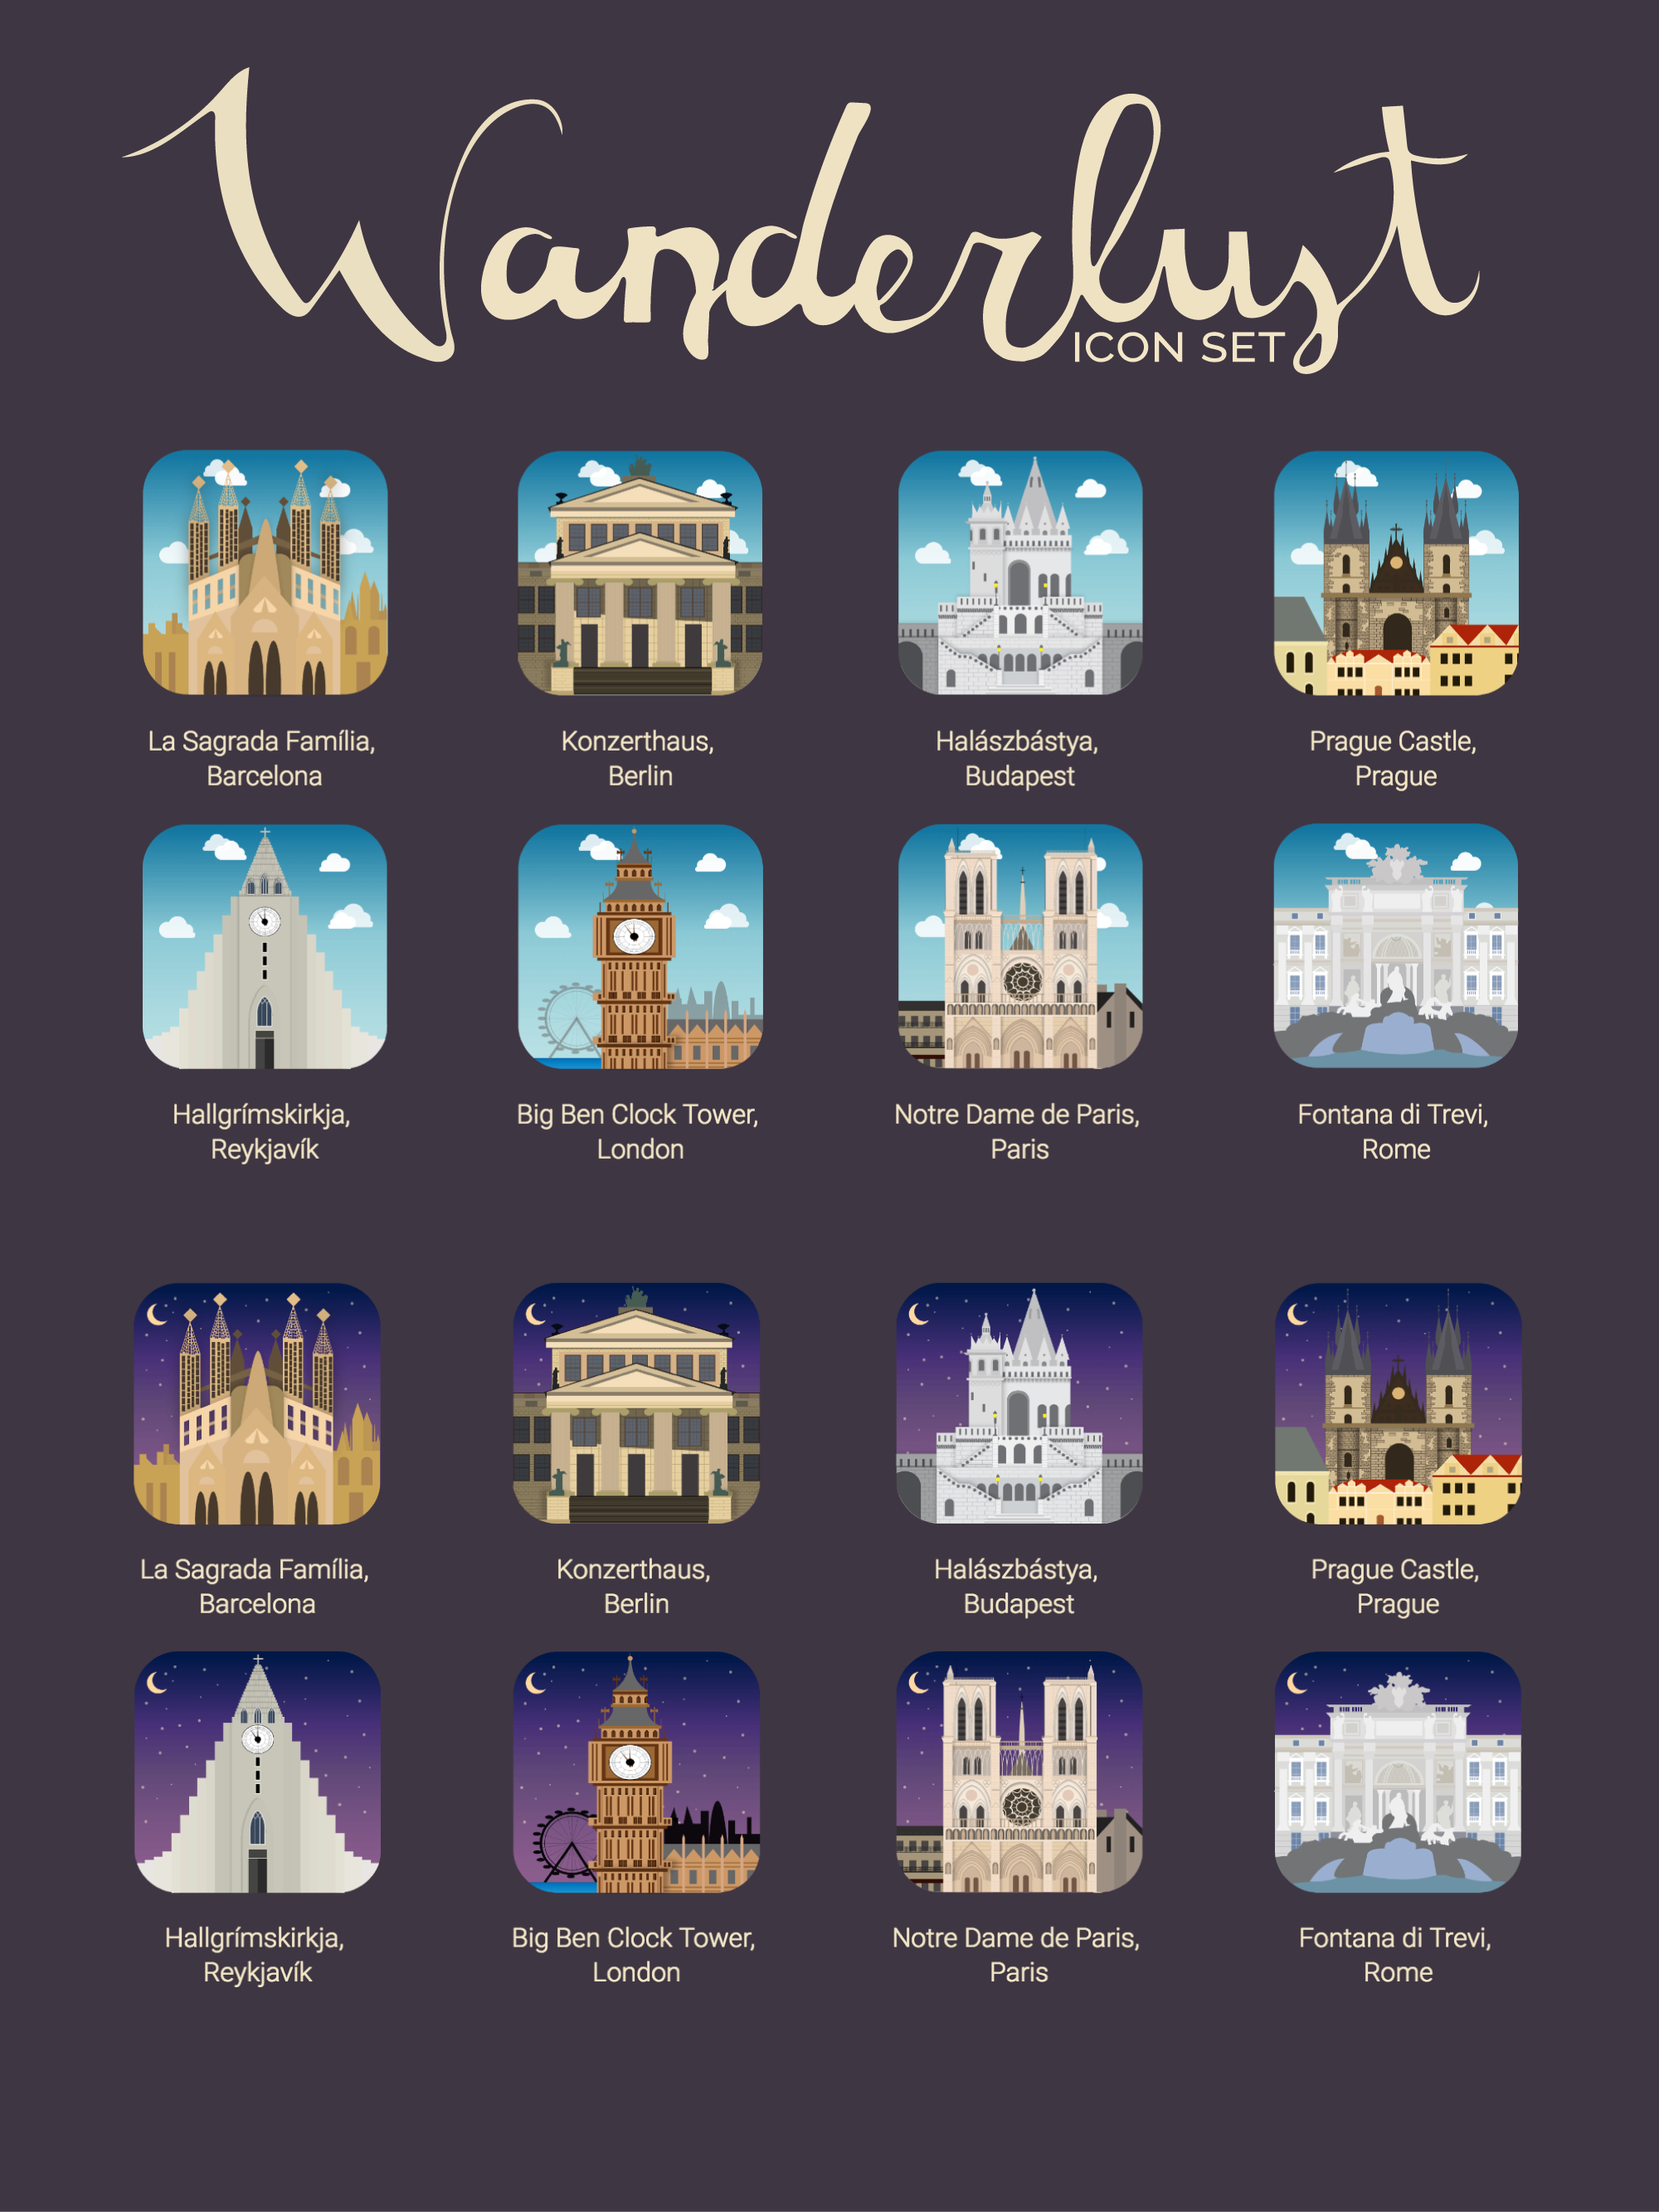 Wanderlust
ICON SET
La Sagrada Família,
Barcelona
Konzerthaus,
Berlin
Halászbástya,
Budapest
Prague Castle,
Prague
Hallgrímskirkja,
Reykjavík
Big Ben Clock Tower,
London
Notre Dame de Paris,
Paris
Fontana di Trevi,
Rome
La Sagrada Família,
Barcelona
Konzerthaus,
Berlin
Halászbástya,
Budapest
Prague Castle,
Prague
Hallgrímskirkja,
Reykjavík
Big Ben Clock Tower,
London
Notre Dame de Paris,
Paris
Fontana di Trevi,
Rome